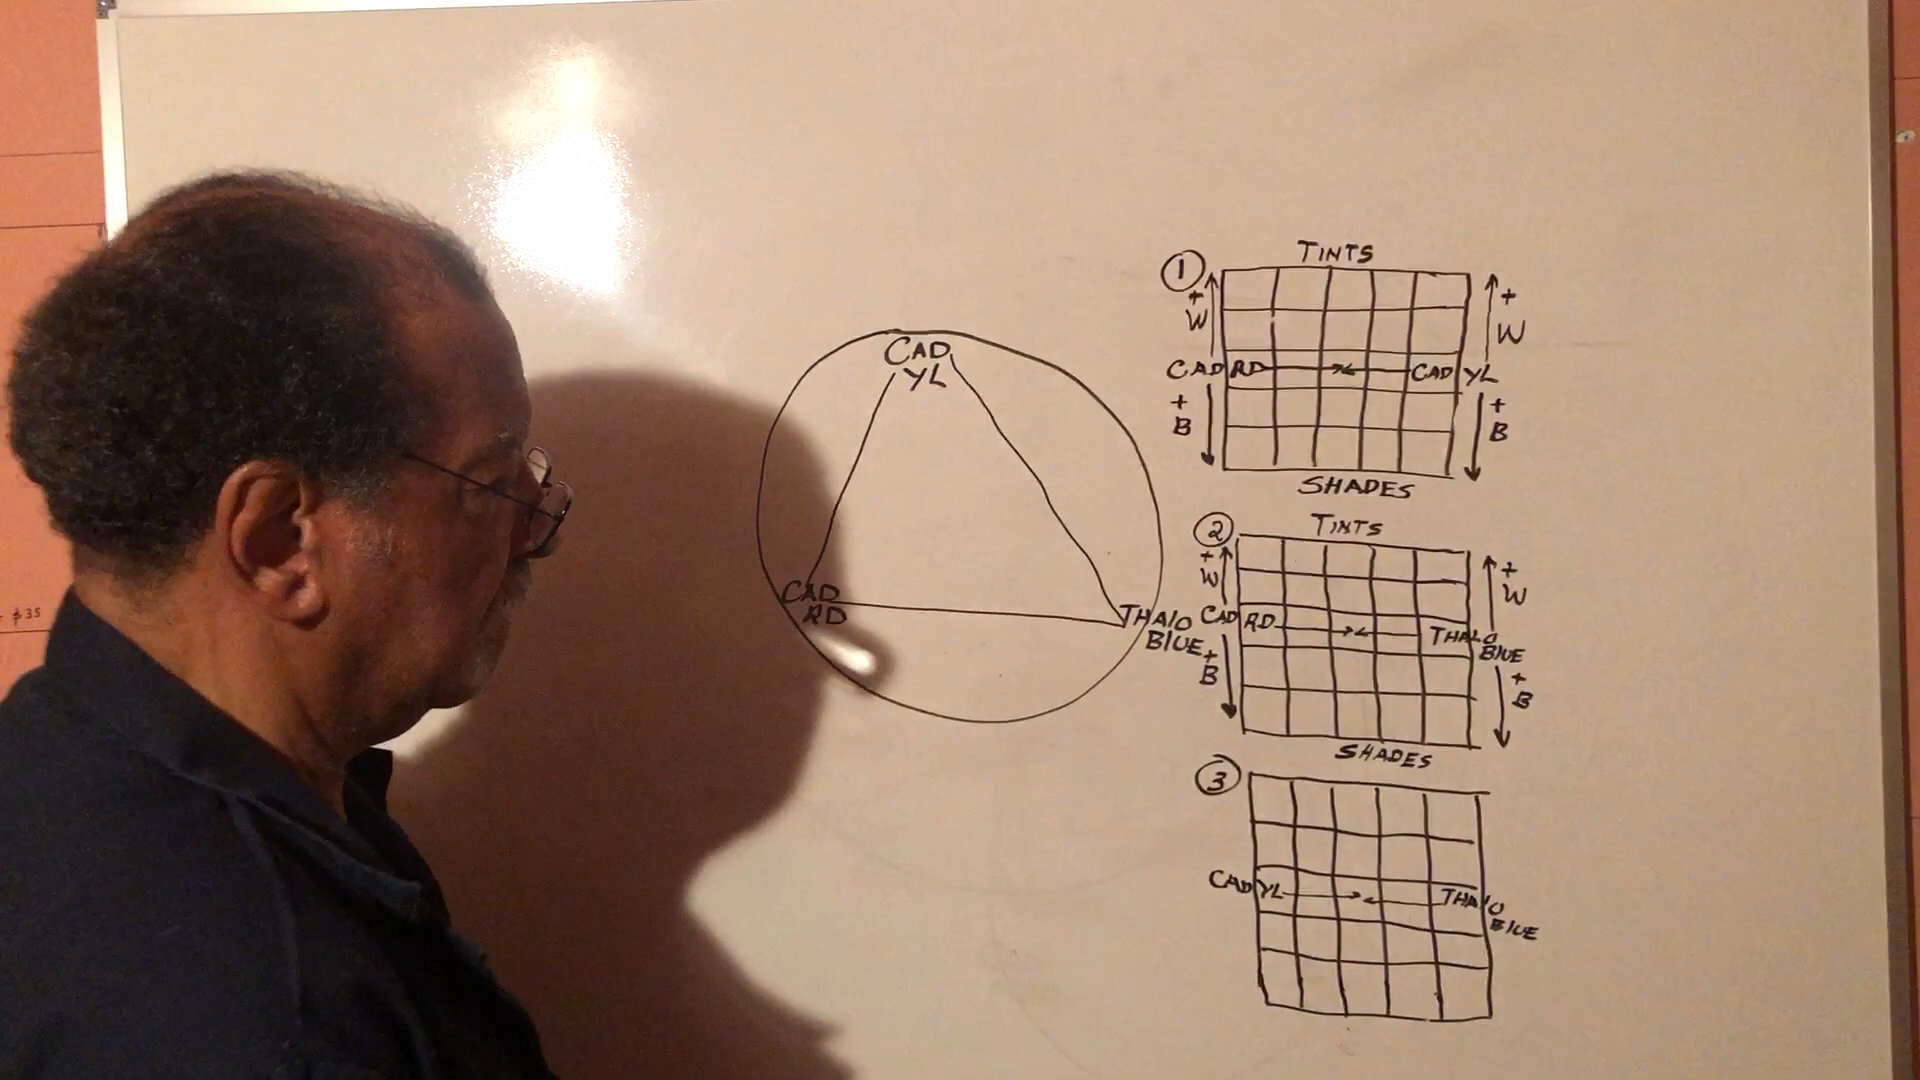 $35
CAD
YL
CAD
RD
THALO
BLUE
1
TINTS
+
W
+
W
CAD RD
CAD YL
+
B
+
B
SHADES
2
TINTS
+
W
+
W
CAD RD
THALO
BLUE
+
B
+
B
SHADES
3
CAD YL
THALO
BLUE